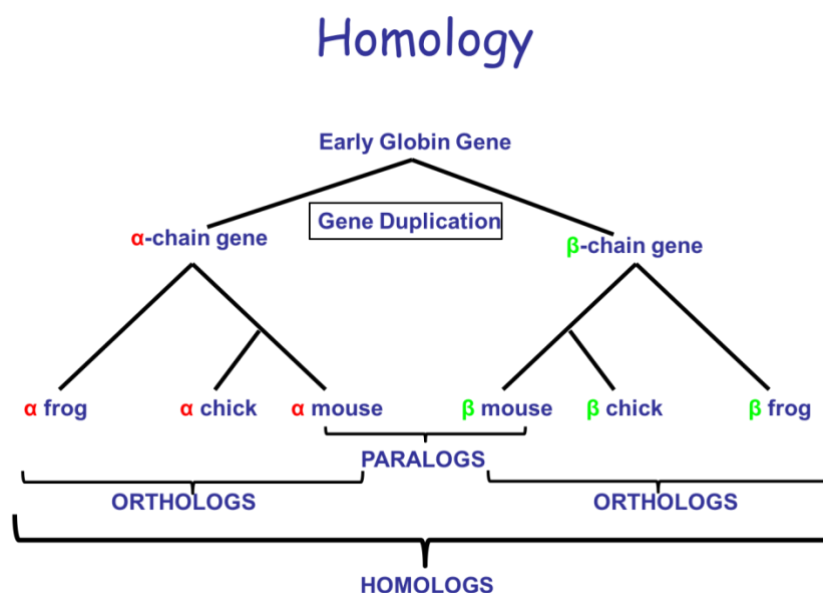 Homology
Early Globin Gene
Gene Duplication
α-chain gene
β-chain gene
α frog
α chick
α mouse
β mouse
β chick
β frog
PARALOGS
ORTHOLOGS
ORTHOLOGS
HOMOLOGS